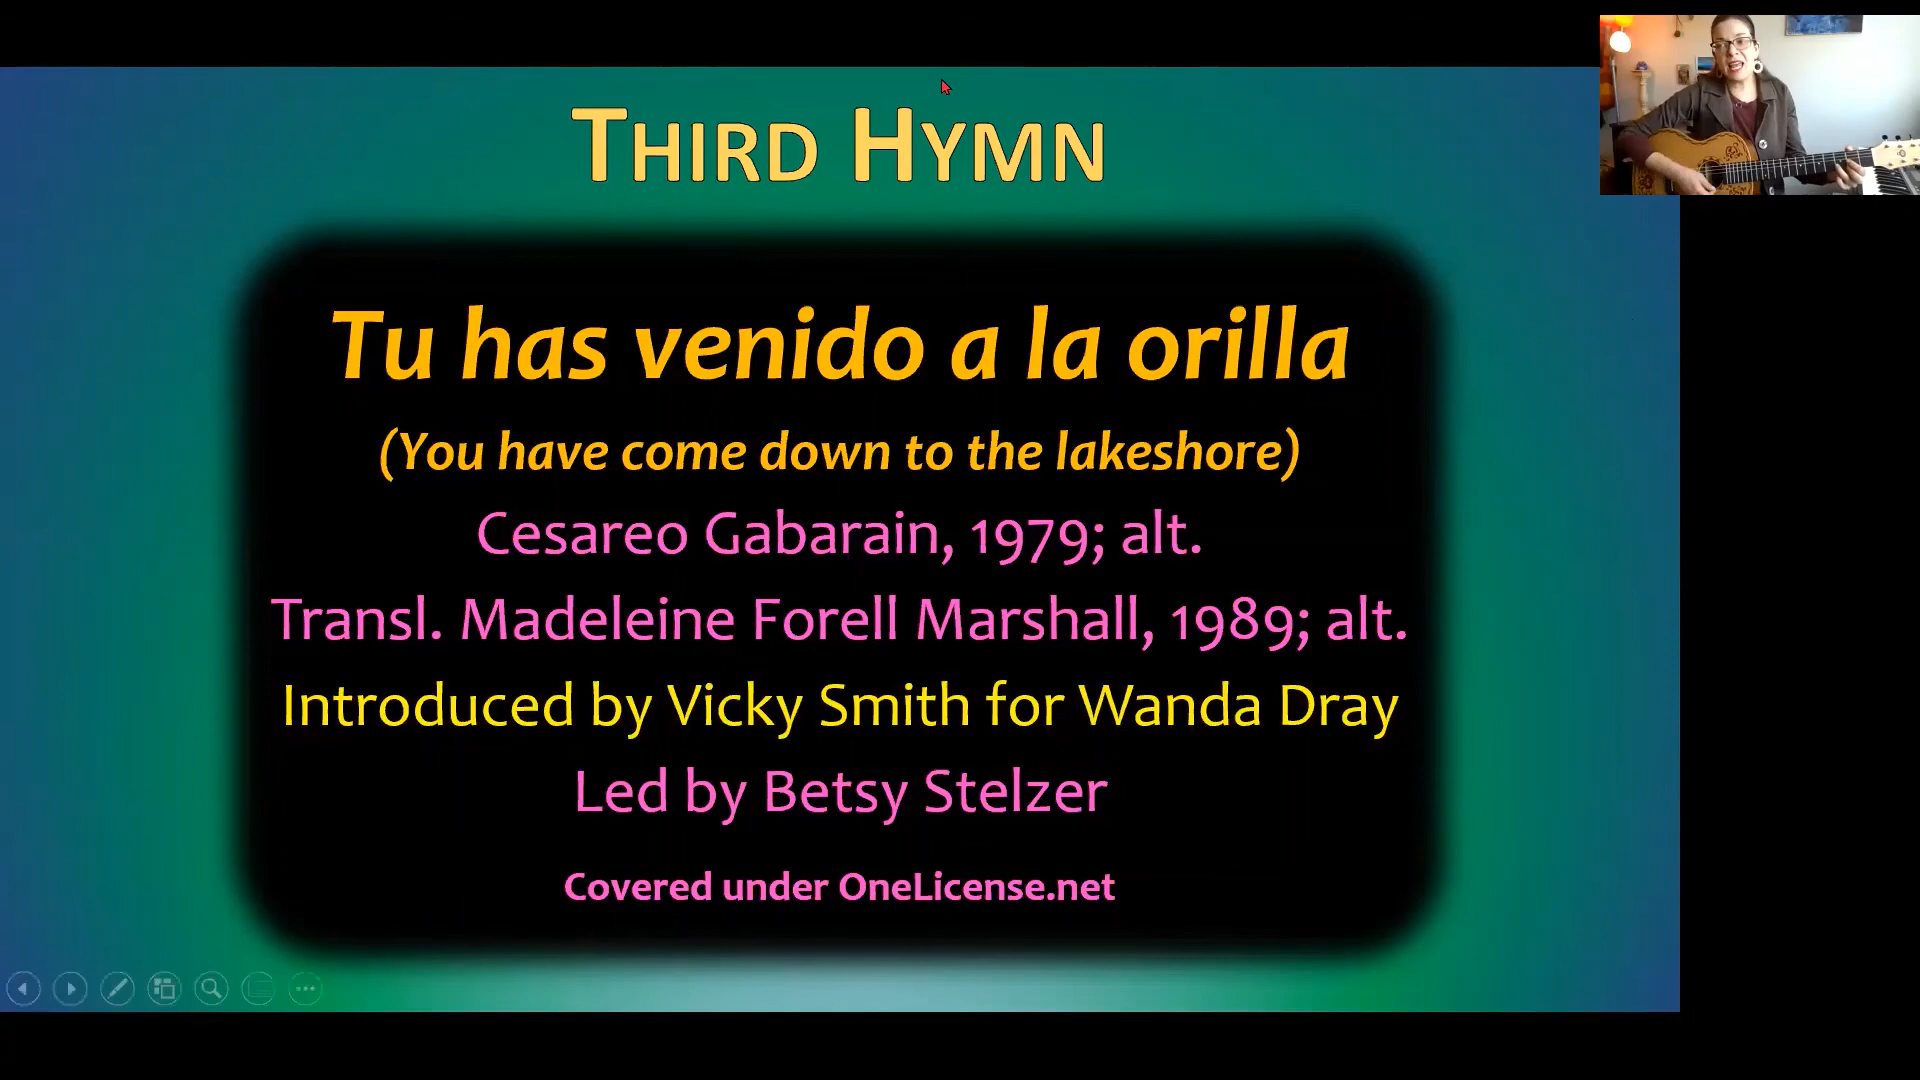 THIRD HYMN
Tu has venido a la orilla
(You have come down to the lakeshore)
Cesareo Gabarain, 1979; alt.
Transl. Madeleine Forell Marshall, 1989; alt.
Introduced by Vicky Smith for Wanda Dray
Led by Betsy Stelzer
Covered under OneLicense.net